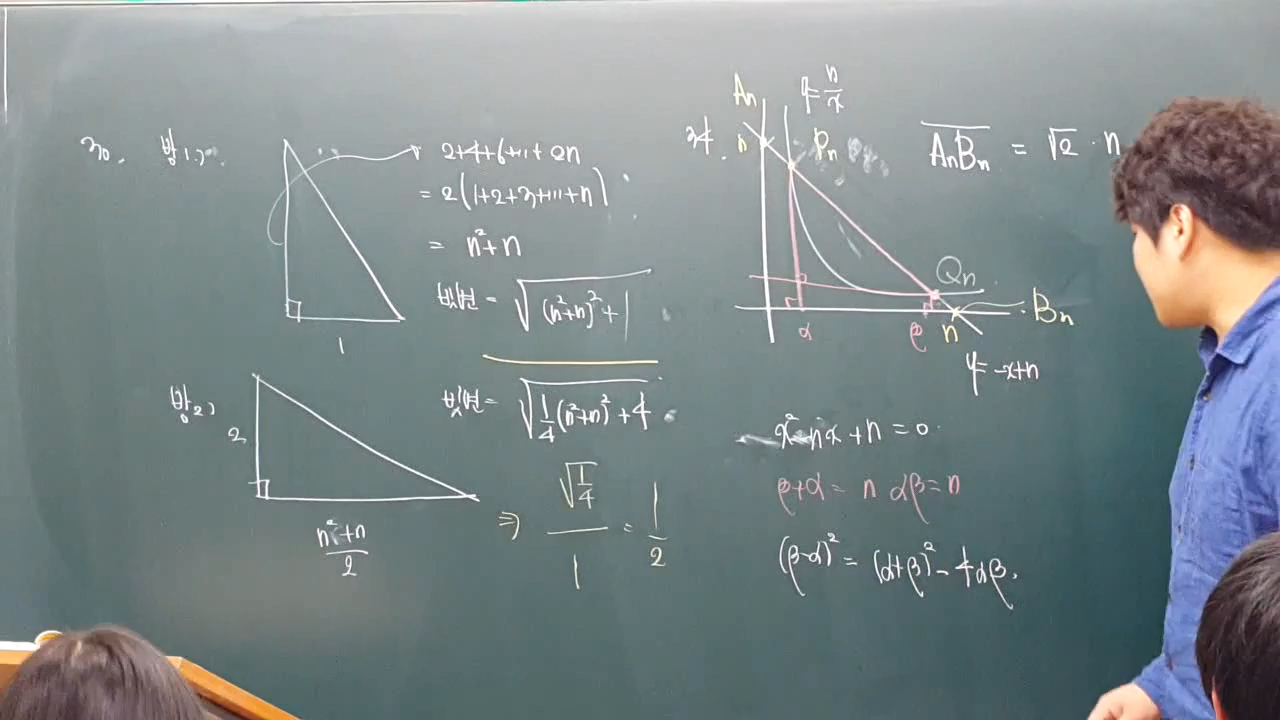 30. 방1)
2+4+6+…+2n
= 2(1+2+3+…+n)
= n²+n
빗변 = √((n²+n)²+1)
1
방2)
2
빗변 = √(1/4(n²+n)²+4)
(n²+n)/2
⇒ √(1/4)/1 = 1/2
34.
An
y=n/x
n
Pn
AnBn = √2 · n
Qn
Bn
α β n
y=-x+n
x²-nx+n=0
β+α = n αβ=n
(β-α)² = (α+β)²-4αβ.